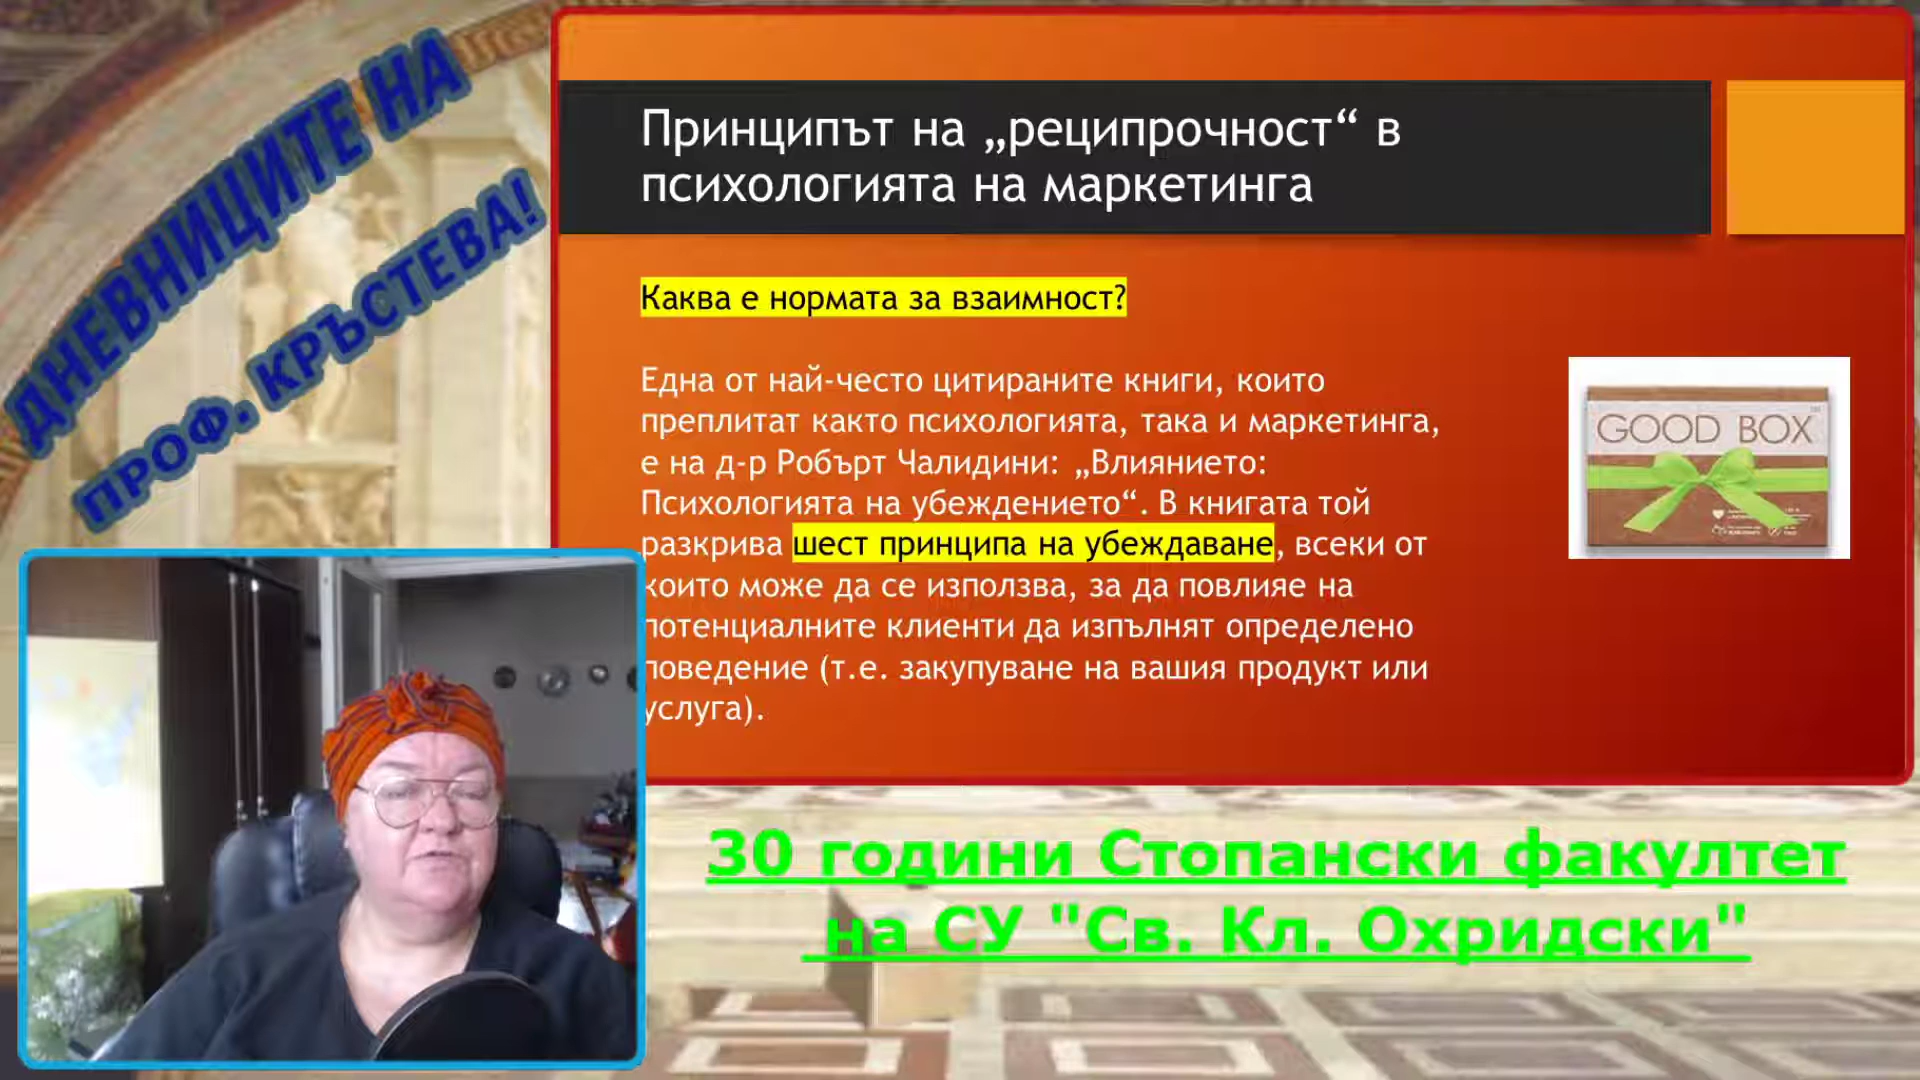 ДНЕВНИЦИТЕ НА
ПРОФ. КРЪСТЕВА!
Принципът на „реципрочност“ в
психологията на маркетинга
Каква е нормата за взаимност?
Една от най-често цитираните книги, които
преплитат както психологията, така и маркетинга,
е на д-р Робърт Чалидини: „Влиянието:
Психологията на убеждението“. В книгата той
разкрива шест принципа на убеждаване, всеки от
които може да се използва, за да повлияе на
потенциалните клиенти да изпълнят определено
поведение (т.е. закупуване на вашия продукт или
услуга).
GOOD BOX
30 години Стопански факултет
на СУ "Св. Кл. Охридски"